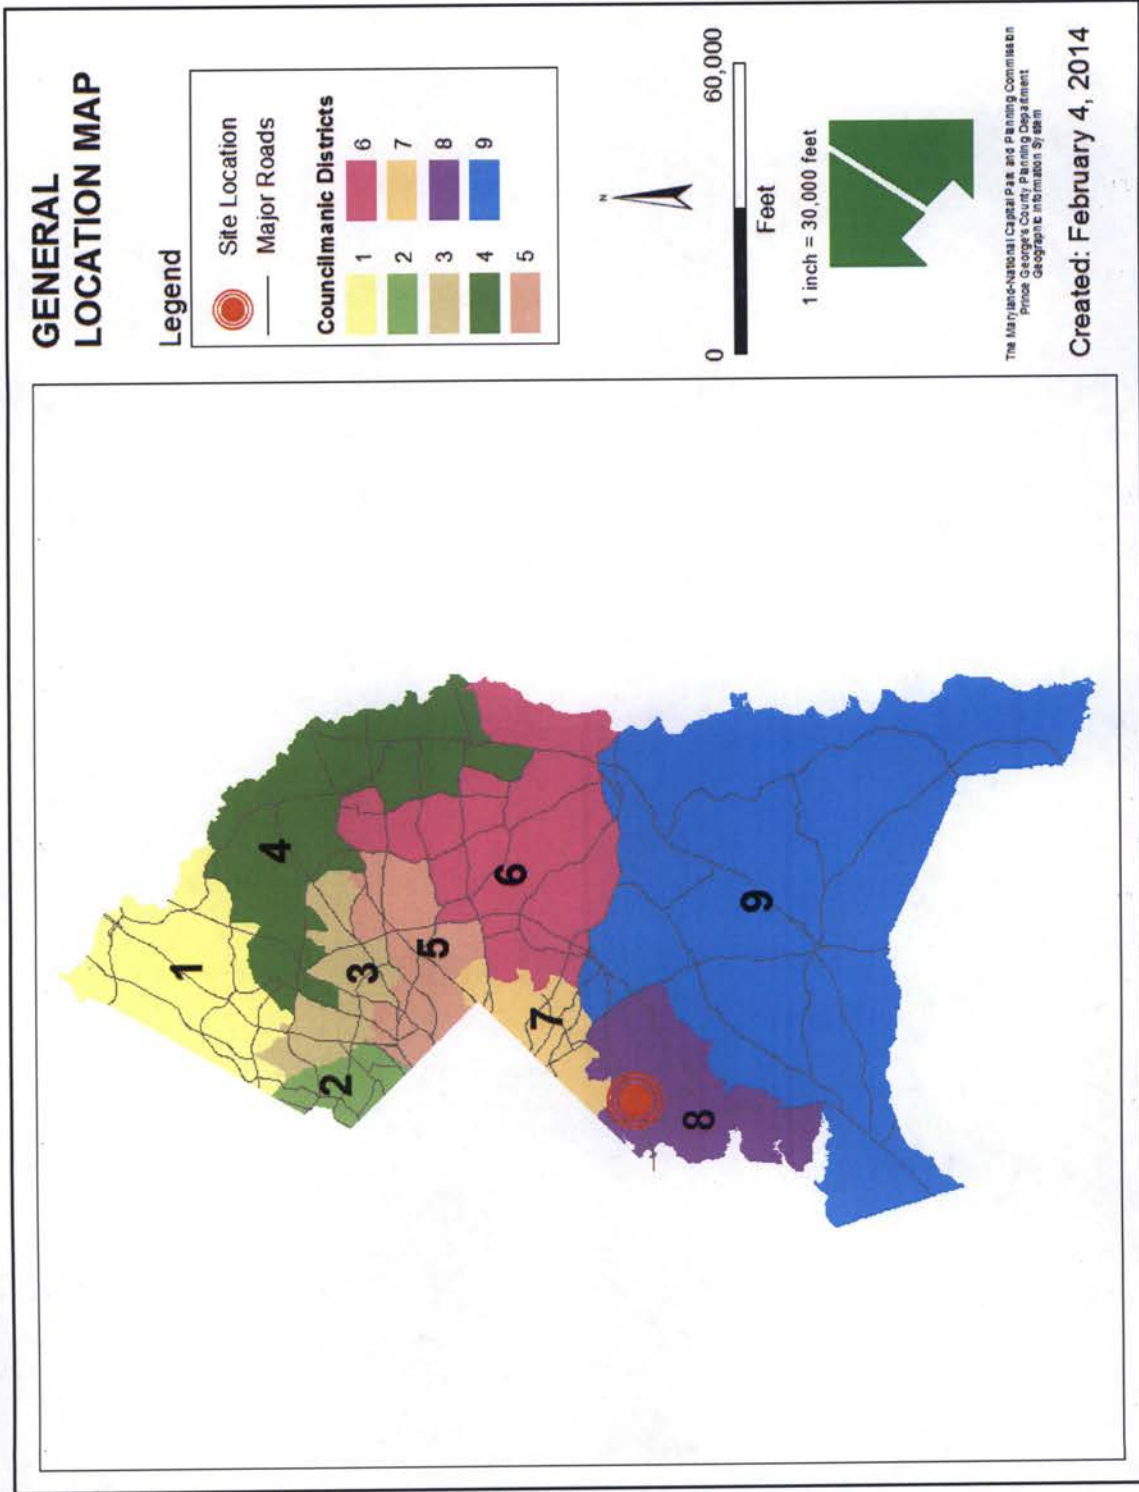 GENERAL
LOCATION MAP
Legend
Site Location
Major Roads
Councilmanic Districts
1
6
2
7
3
8
4
9
5
N
0
60,000
Feet
1 inch = 30,000 feet
The Maryland-National Capital Park and Planning Commission
Prince George's County Planning Department
Geographic Information System
Created: February 4, 2014
1
4
2
3
5
6
7
8
9